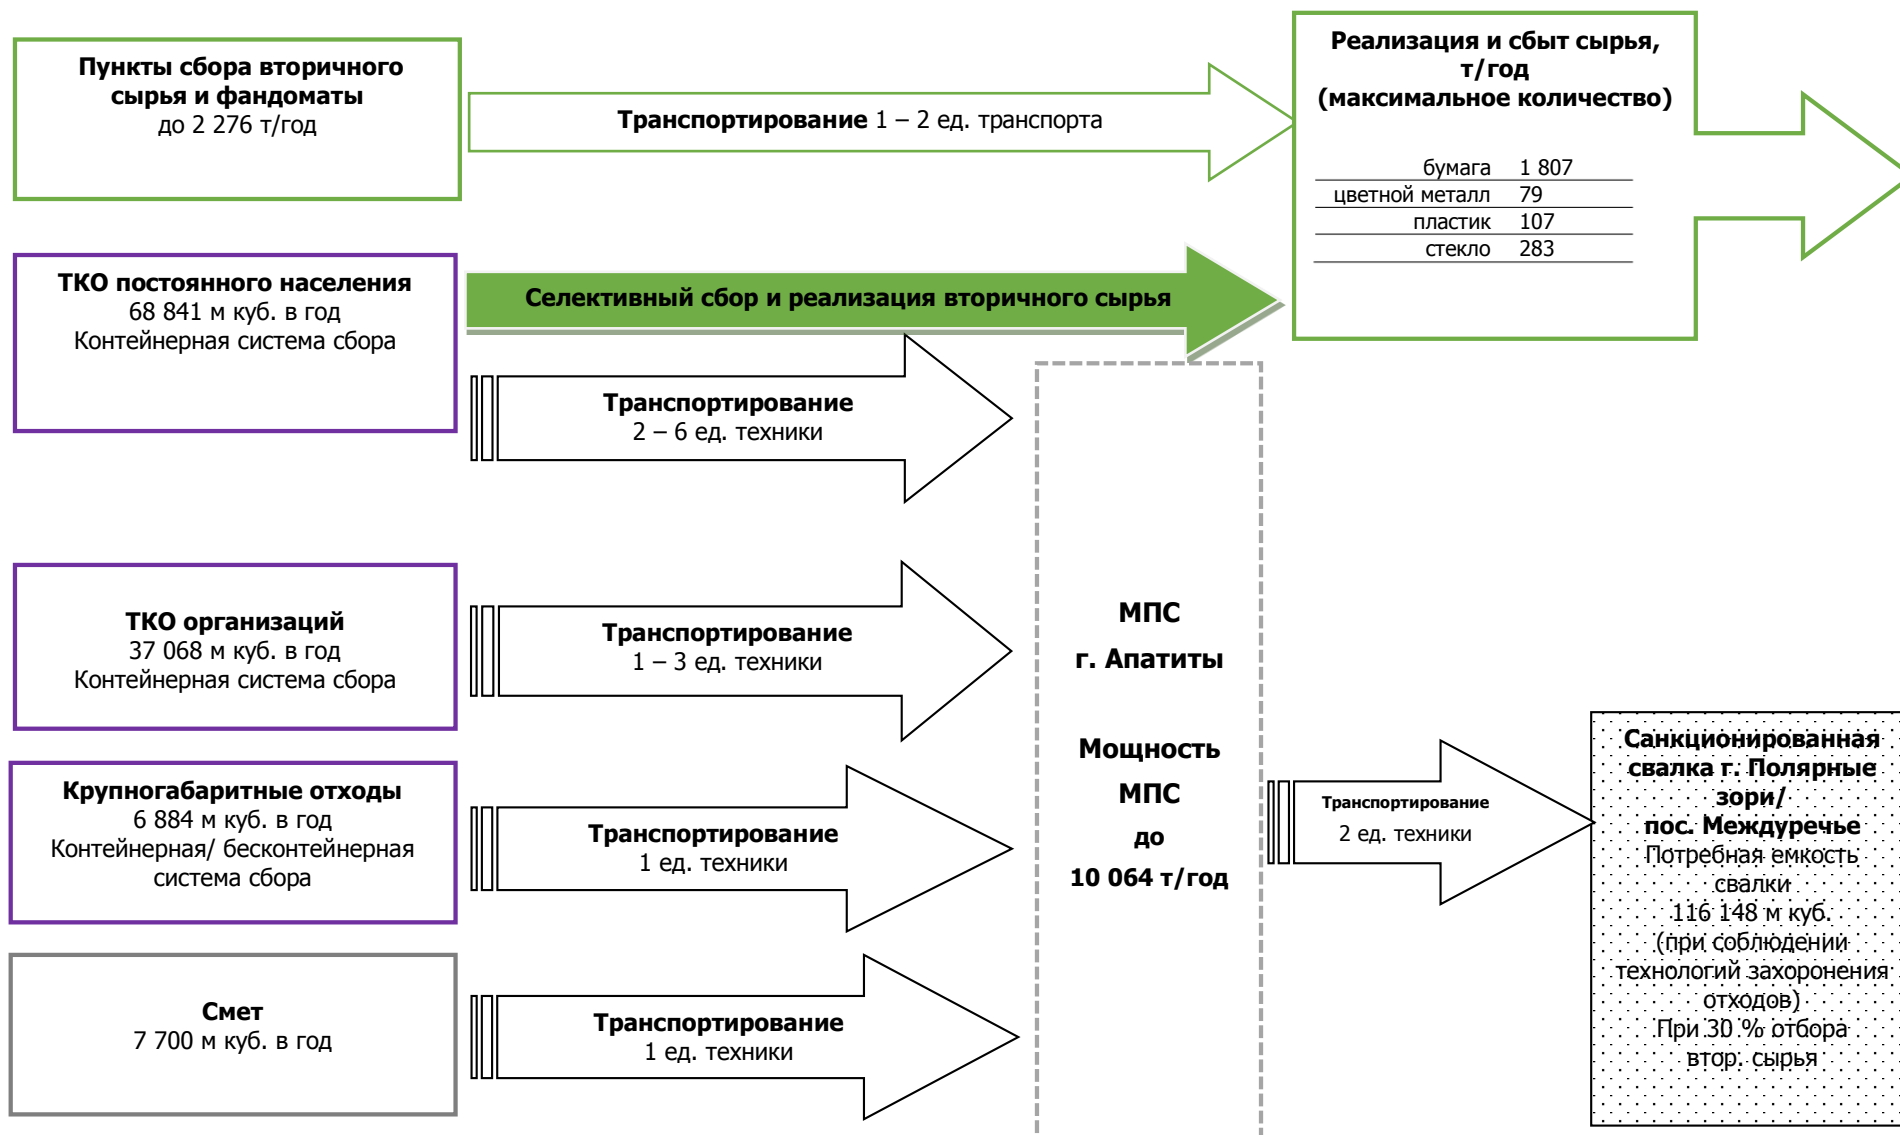 Пункты сбора вторичного
сырья и фандоматы
до 2 276 т/год
Транспортирование 1 – 2 ед. транспорта
Реализация и сбыт сырья,
т/год
(максимальное количество)
бумага 1 807
цветной металл 79
пластик 107
стекло 283
ТКО постоянного населения
68 841 м куб. в год
Контейнерная система сбора
Селективный сбор и реализация вторичного сырья
Транспортирование
2 – 6 ед. техники
ТКО организаций
37 068 м куб. в год
Контейнерная система сбора
Транспортирование
1 – 3 ед. техники
Крупногабаритные отходы
6 884 м куб. в год
Контейнерная/ бесконтейнерная
система сбора
Транспортирование
1 ед. техники
Смет
7 700 м куб. в год
Транспортирование
1 ед. техники
МПС
г. Апатиты
Мощность
МПС
до
10 064 т/год
Транспортирование
2 ед. техники
Санкционированная
свалка г. Полярные
зори/
пос. Междуречье
Потребная емкость
свалки
116 148 м куб.
(при соблюдении
технологий захоронения
отходов)
При 30 % отбора
втор. сырья